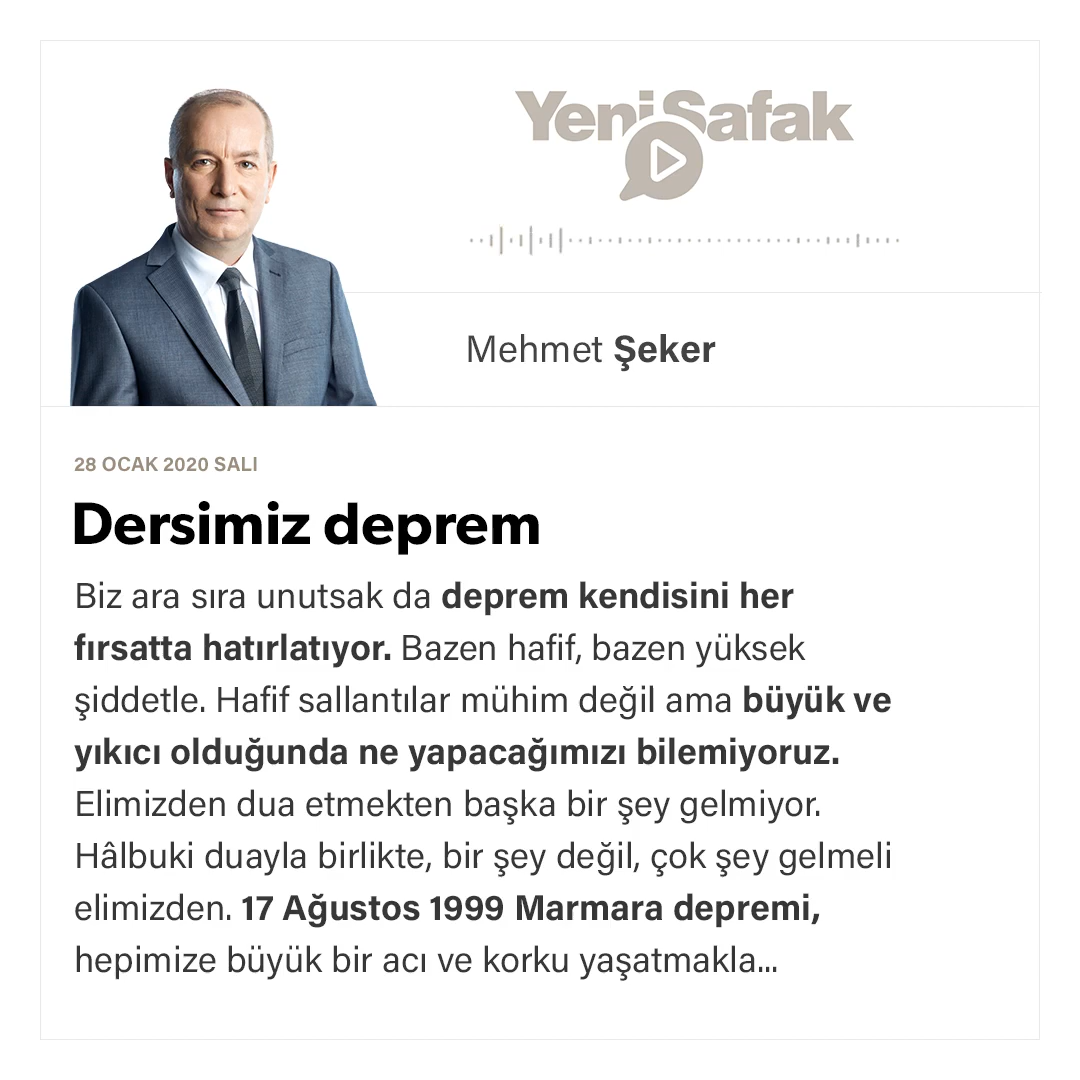 YeniŞafak
Mehmet Şeker
28 OCAK 2020 SALI
Dersimiz deprem
Biz ara sıra unutsak da deprem kendisini her
fırsatta hatırlatıyor. Bazen hafif, bazen yüksek
şiddetle. Hafif sallantılar mühim değil ama büyük ve
yıkıcı olduğunda ne yapacağımızı bilemiyoruz.
Elimizden dua etmekten başka bir şey gelmiyor.
Hâlbuki duayla birlikte, bir şey değil, çok şey gelmeli
elimizden. 17 Ağustos 1999 Marmara depremi,
hepimize büyük bir acı ve korku yaşatmakla...